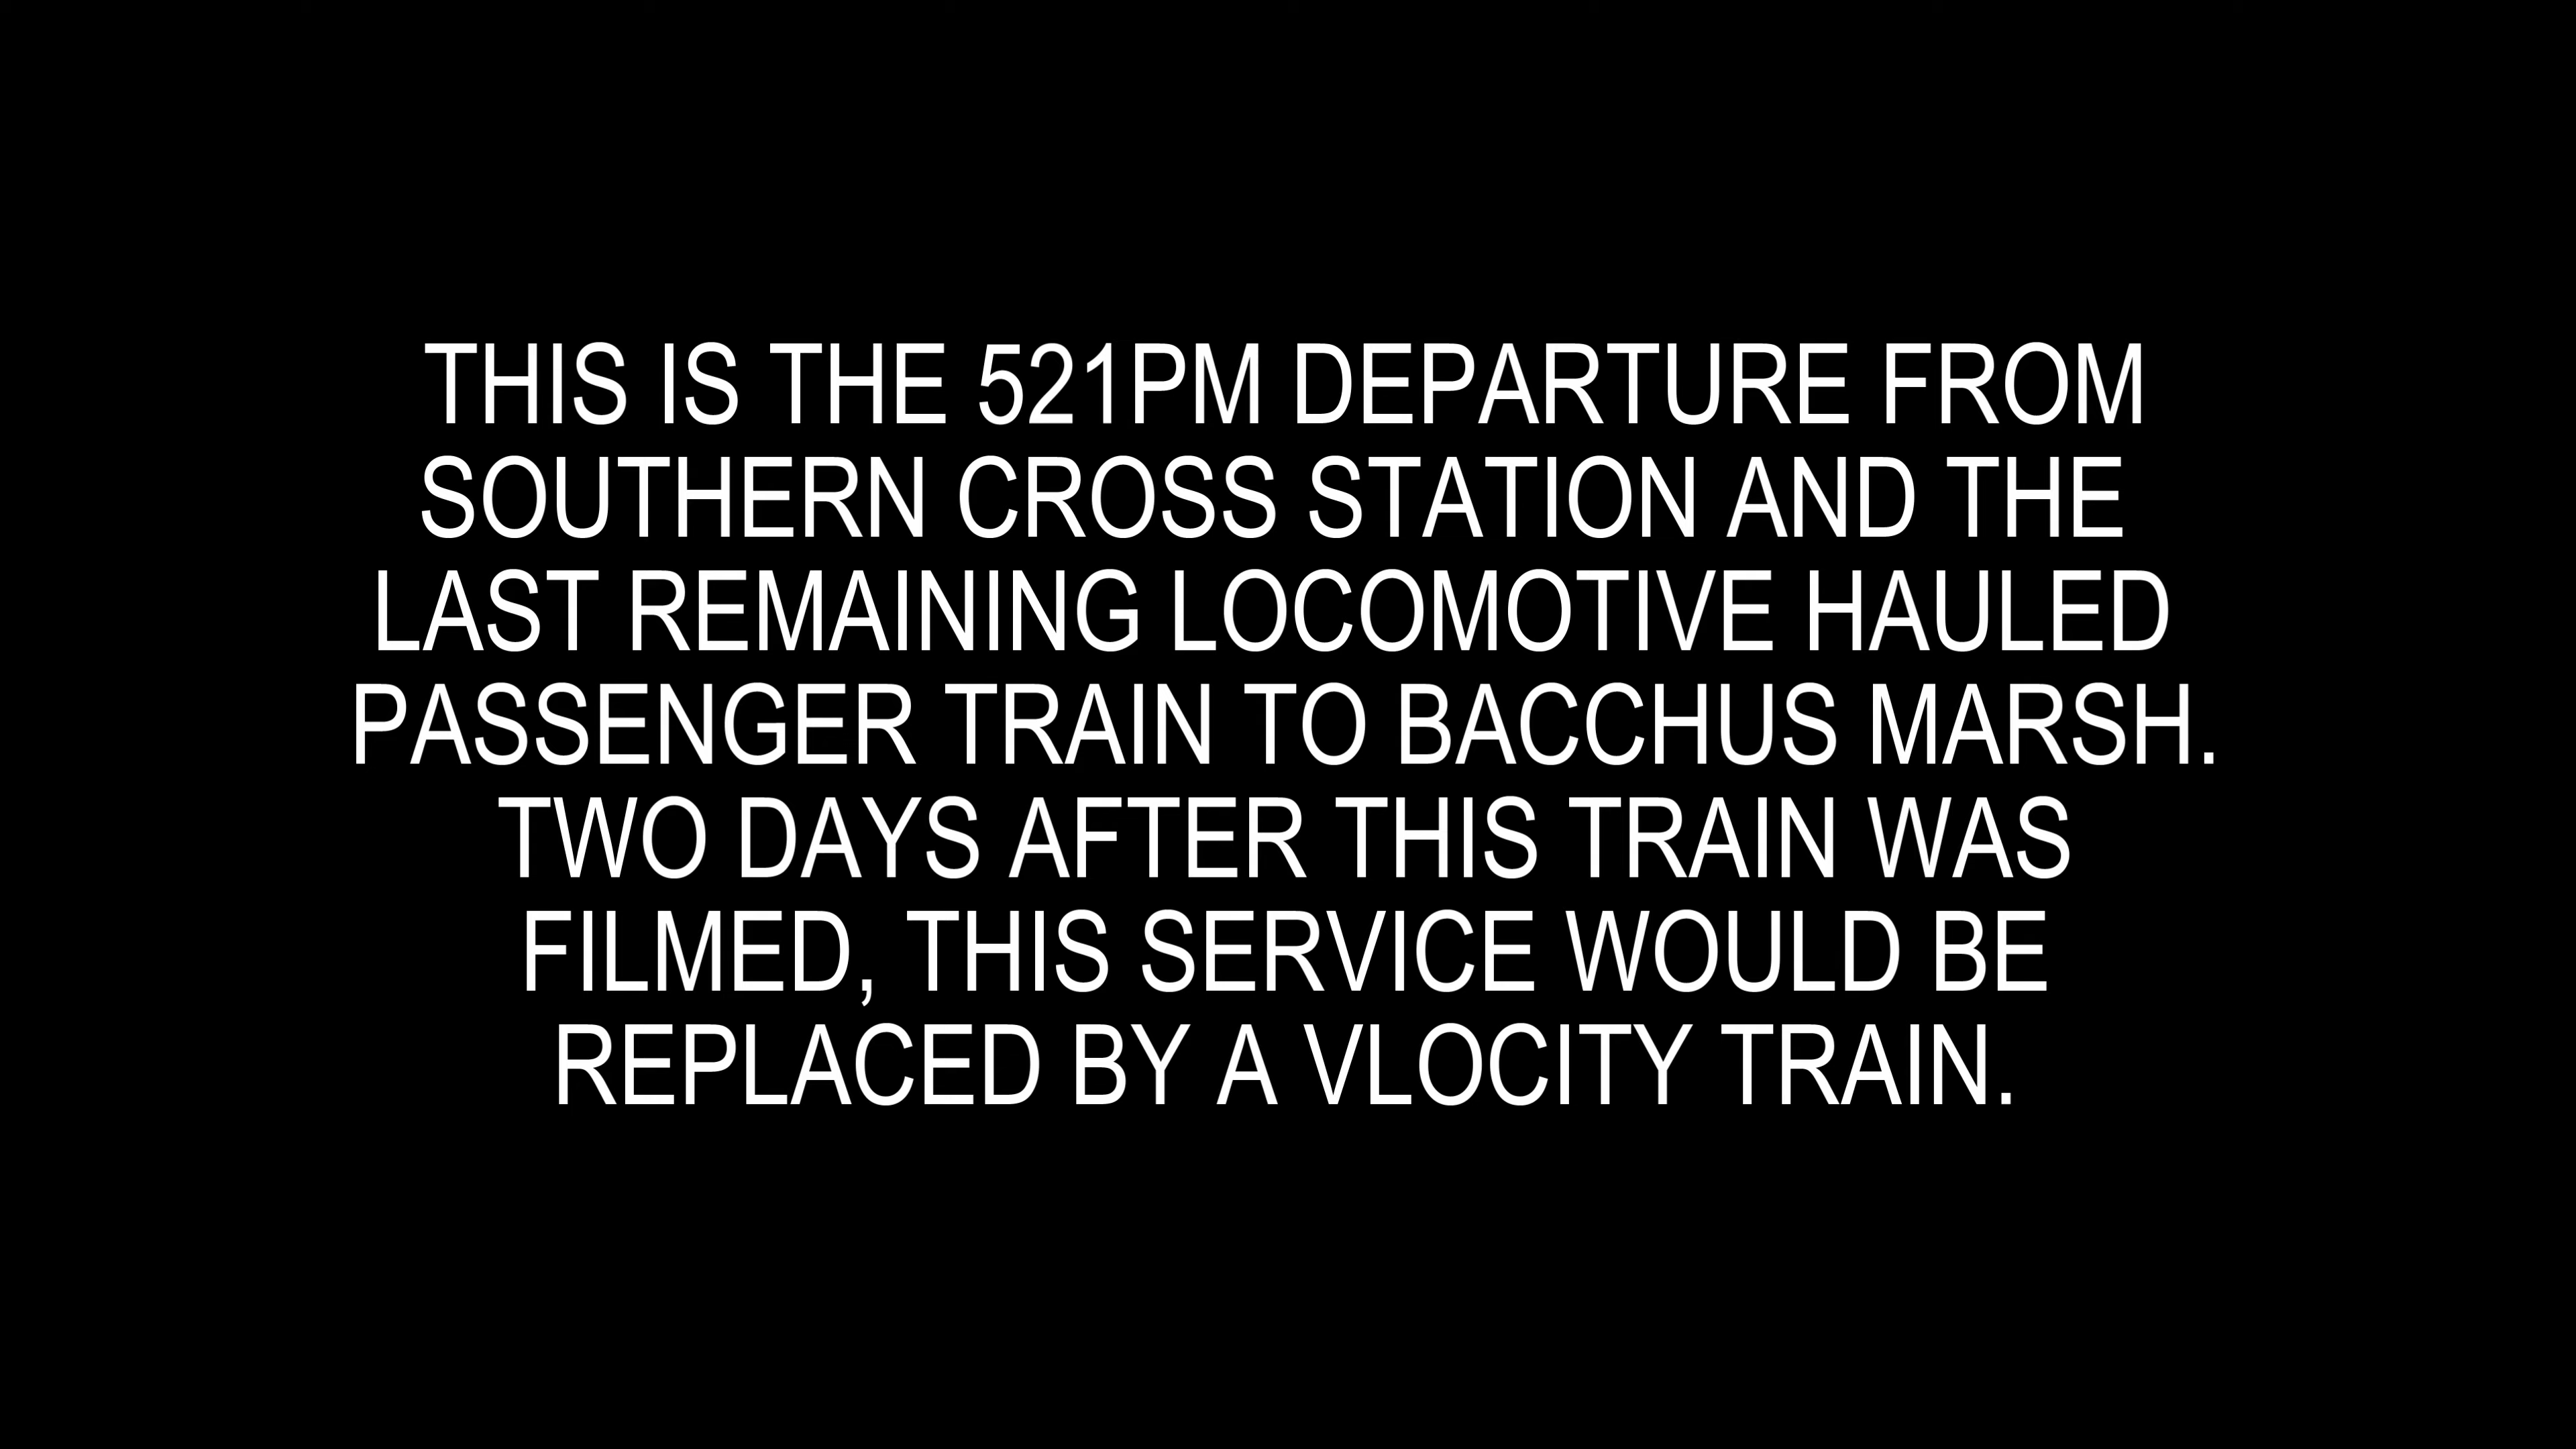 THIS IS THE 521PM DEPARTURE FROM
SOUTHERN CROSS STATION AND THE
LAST REMAINING LOCOMOTIVE HAULED
PASSENGER TRAIN TO BACCHUS MARSH.
TWO DAYS AFTER THIS TRAIN WAS
FILMED, THIS SERVICE WOULD BE
REPLACED BY A VLOCITY TRAIN.